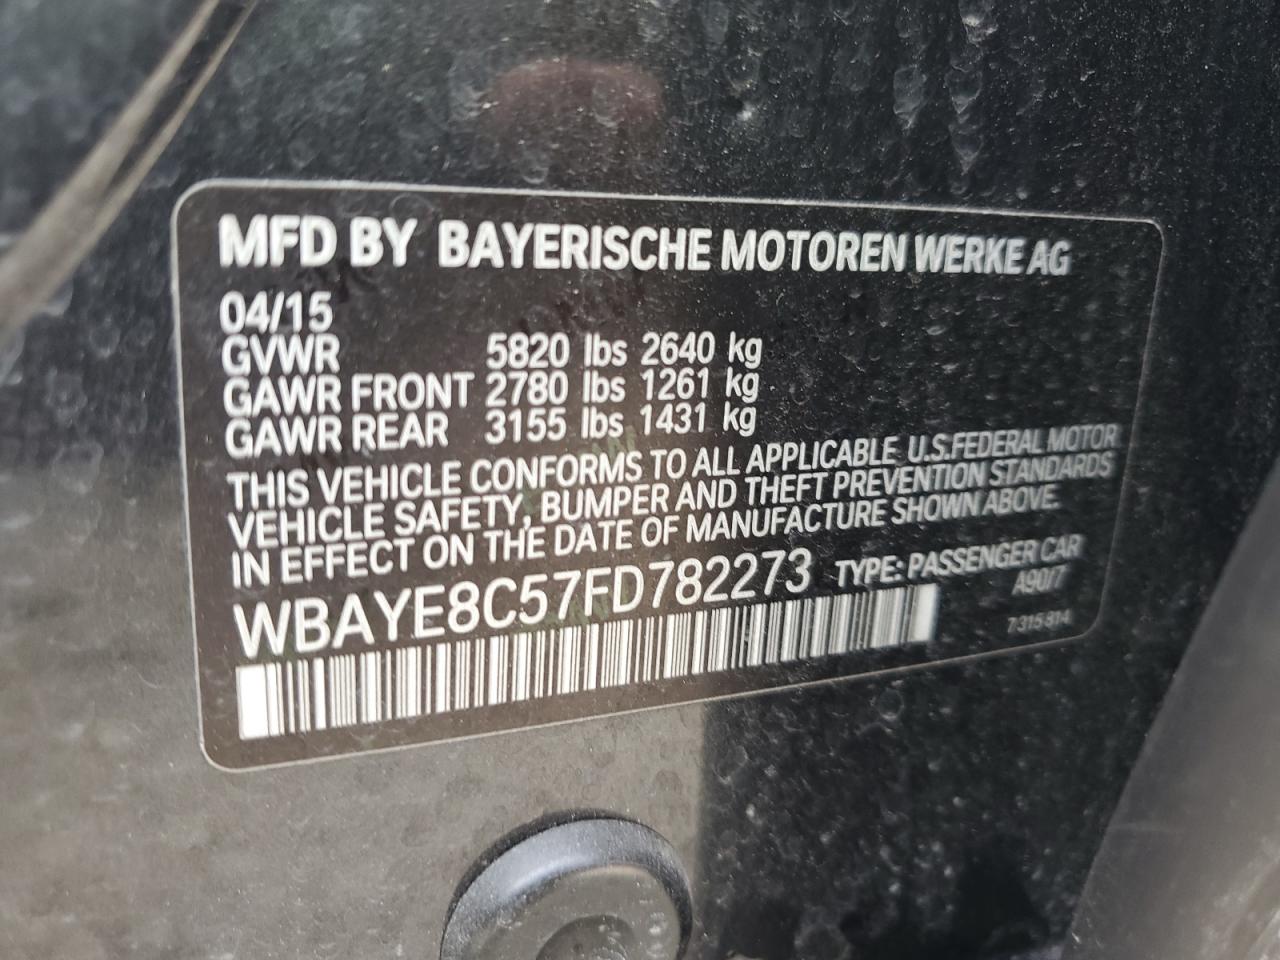 MFD BY BAYERISCHE MOTOREN WERKE AG
04/15
GVWR 5820 lbs 2640 kg
GAWR FRONT 2780 lbs 1261 kg
GAWR REAR 3155 lbs 1431 kg
THIS VEHICLE CONFORMS TO ALL APPLICABLE U.S.FEDERAL MOTOR
VEHICLE SAFETY, BUMPER AND THEFT PREVENTION STANDARDS
IN EFFECT ON THE DATE OF MANUFACTURE SHOWN ABOVE.
WBAYE8C57FD782273 TYPE: PASSENGER CAR
A90/7
7 315 814